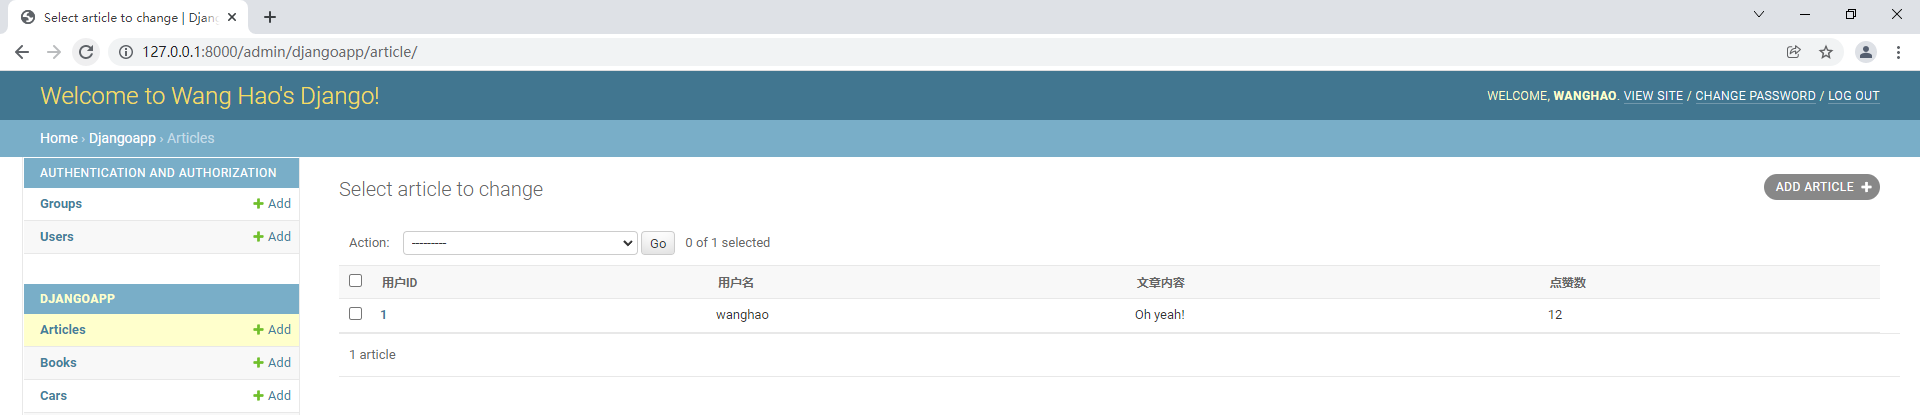 Select article to change | Djang
127.0.0.1:8000/admin/djangoapp/article/
Welcome to Wang Hao's Django!
WELCOME, WANGHAO. VIEW SITE / CHANGE PASSWORD / LOG OUT
Home › Djangoapp › Articles
AUTHENTICATION AND AUTHORIZATION
Groups + Add
Users + Add
DJANGOAPP
Articles + Add
Books + Add
Cars + Add
Select article to change
ADD ARTICLE +
Action: --------- Go 0 of 1 selected
用户ID 用户名 文章内容 点赞数
1 wanghao Oh yeah! 12
1 article